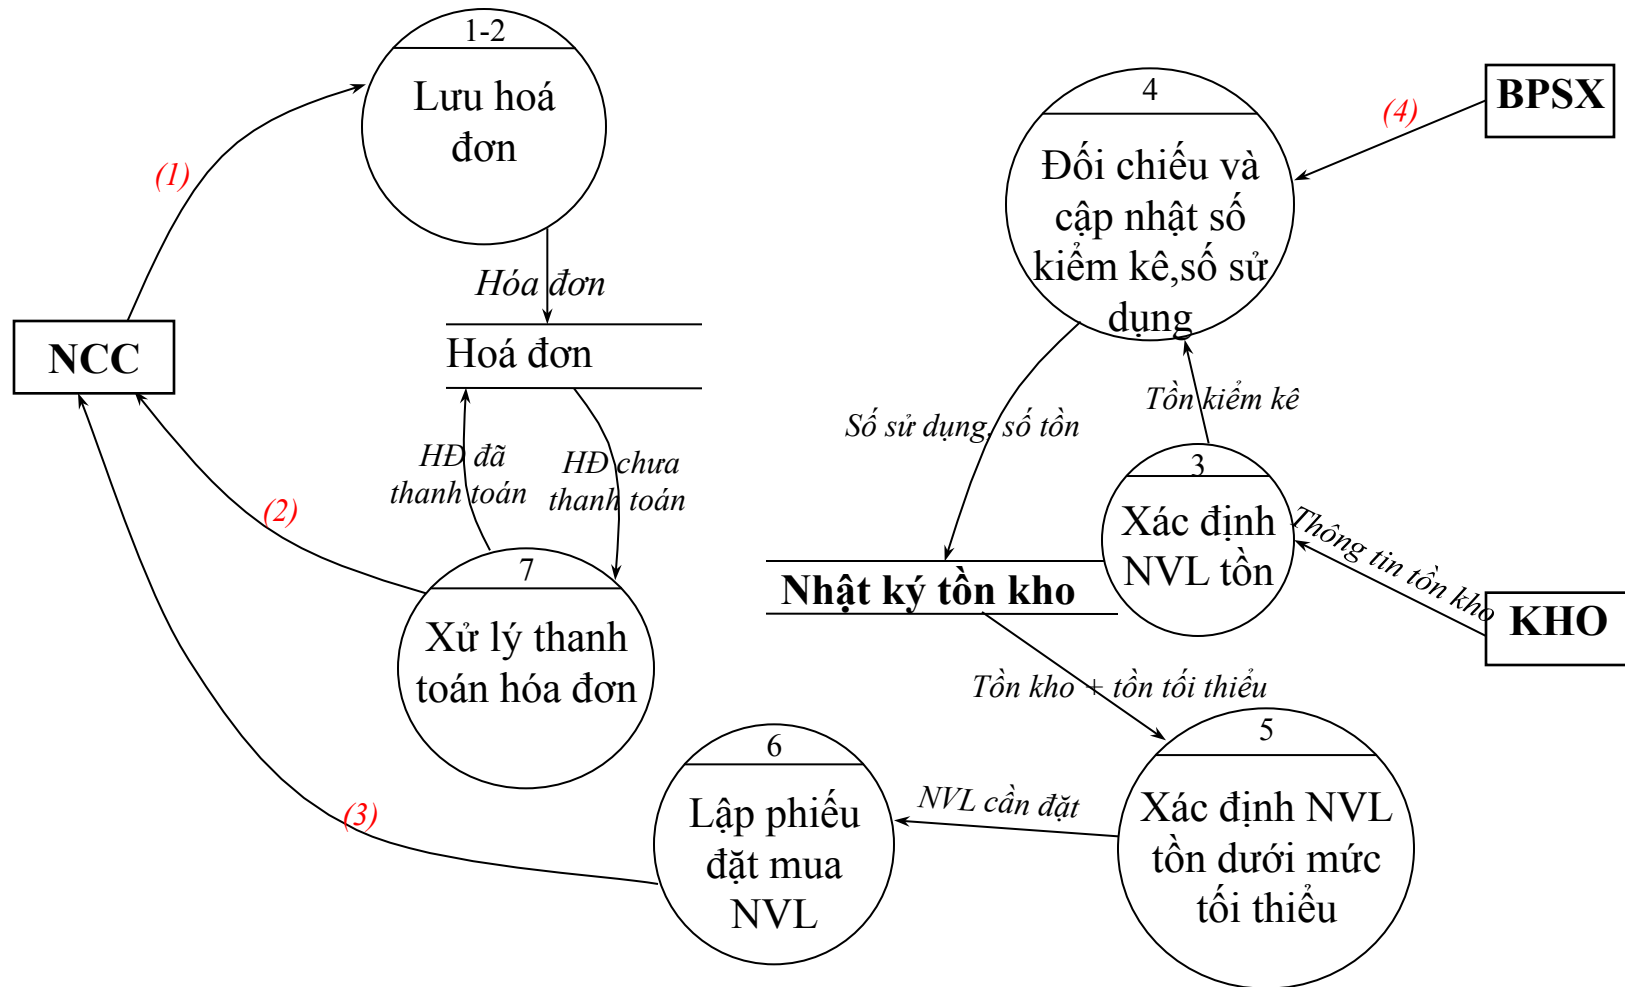 1-2
Lưu hoá
đơn
(1)
Hóa đơn
Hoá đơn
NCC
HĐ đã
thanh toán
HĐ chưa
thanh toán
(2)
7
Xử lý thanh
toán hóa đơn
(3)
4
Đối chiếu và
cập nhật số
kiểm kê,số sử
dụng
(4)
BPSX
Số sử dụng, số tồn
Tồn kiểm kê
3
Xác định
NVL tồn
Thông tin tồn kho
KHO
Nhật ký tồn kho
Tồn kho + tồn tối thiểu
5
Xác định NVL
tồn dưới mức
tối thiểu
NVL cần đặt
6
Lập phiếu
đặt mua
NVL